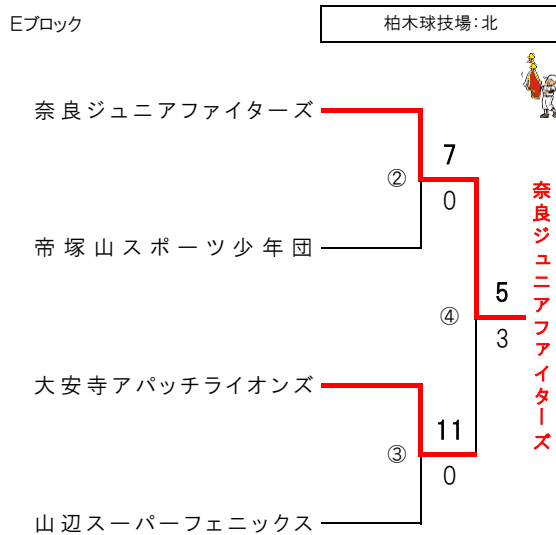 Eブロック
柏木球技場：北
奈良ジュニアファイターズ
7
②
0
帝塚山スポーツ少年団
奈良ジュニアファイターズ
5
④
3
大安寺アパッチライオンズ
11
③
0
山辺スーパーフェニックス